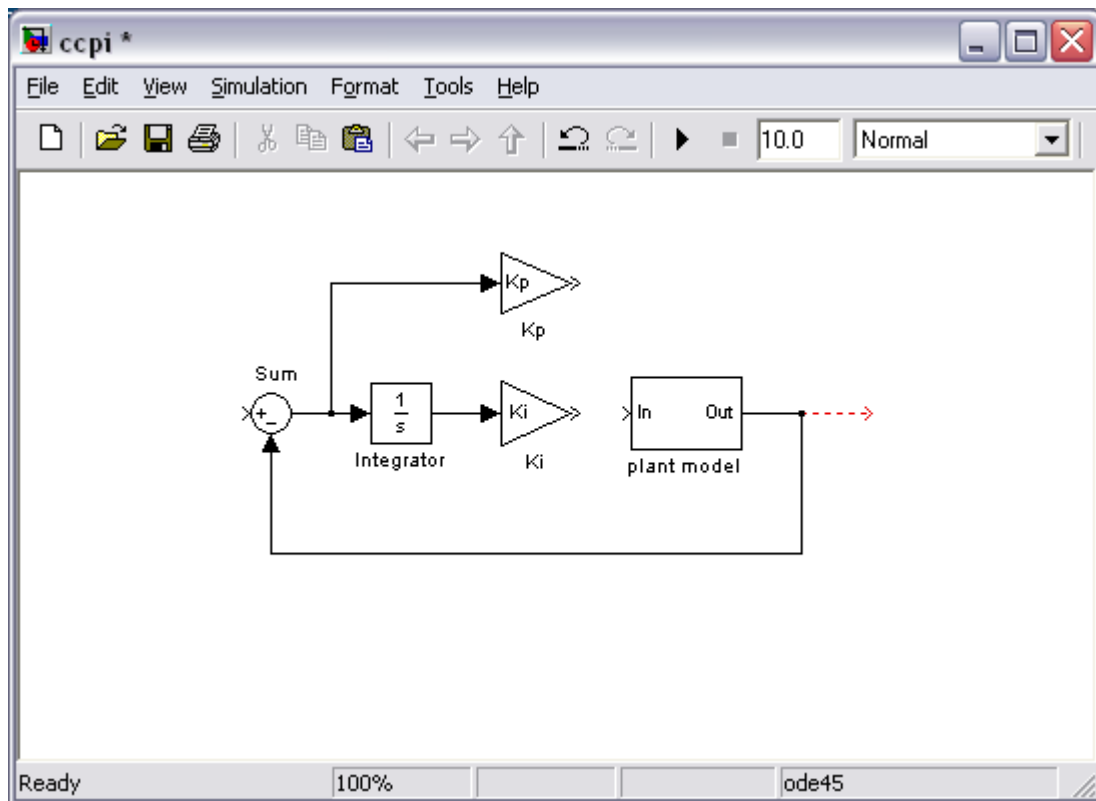 ccpi *
File Edit View Simulation Format Tools Help
10.0 Normal
Kp
Kp
Sum
+
-
1
s
Ki
In Out
Integrator
Ki
plant model
Ready 100% ode45